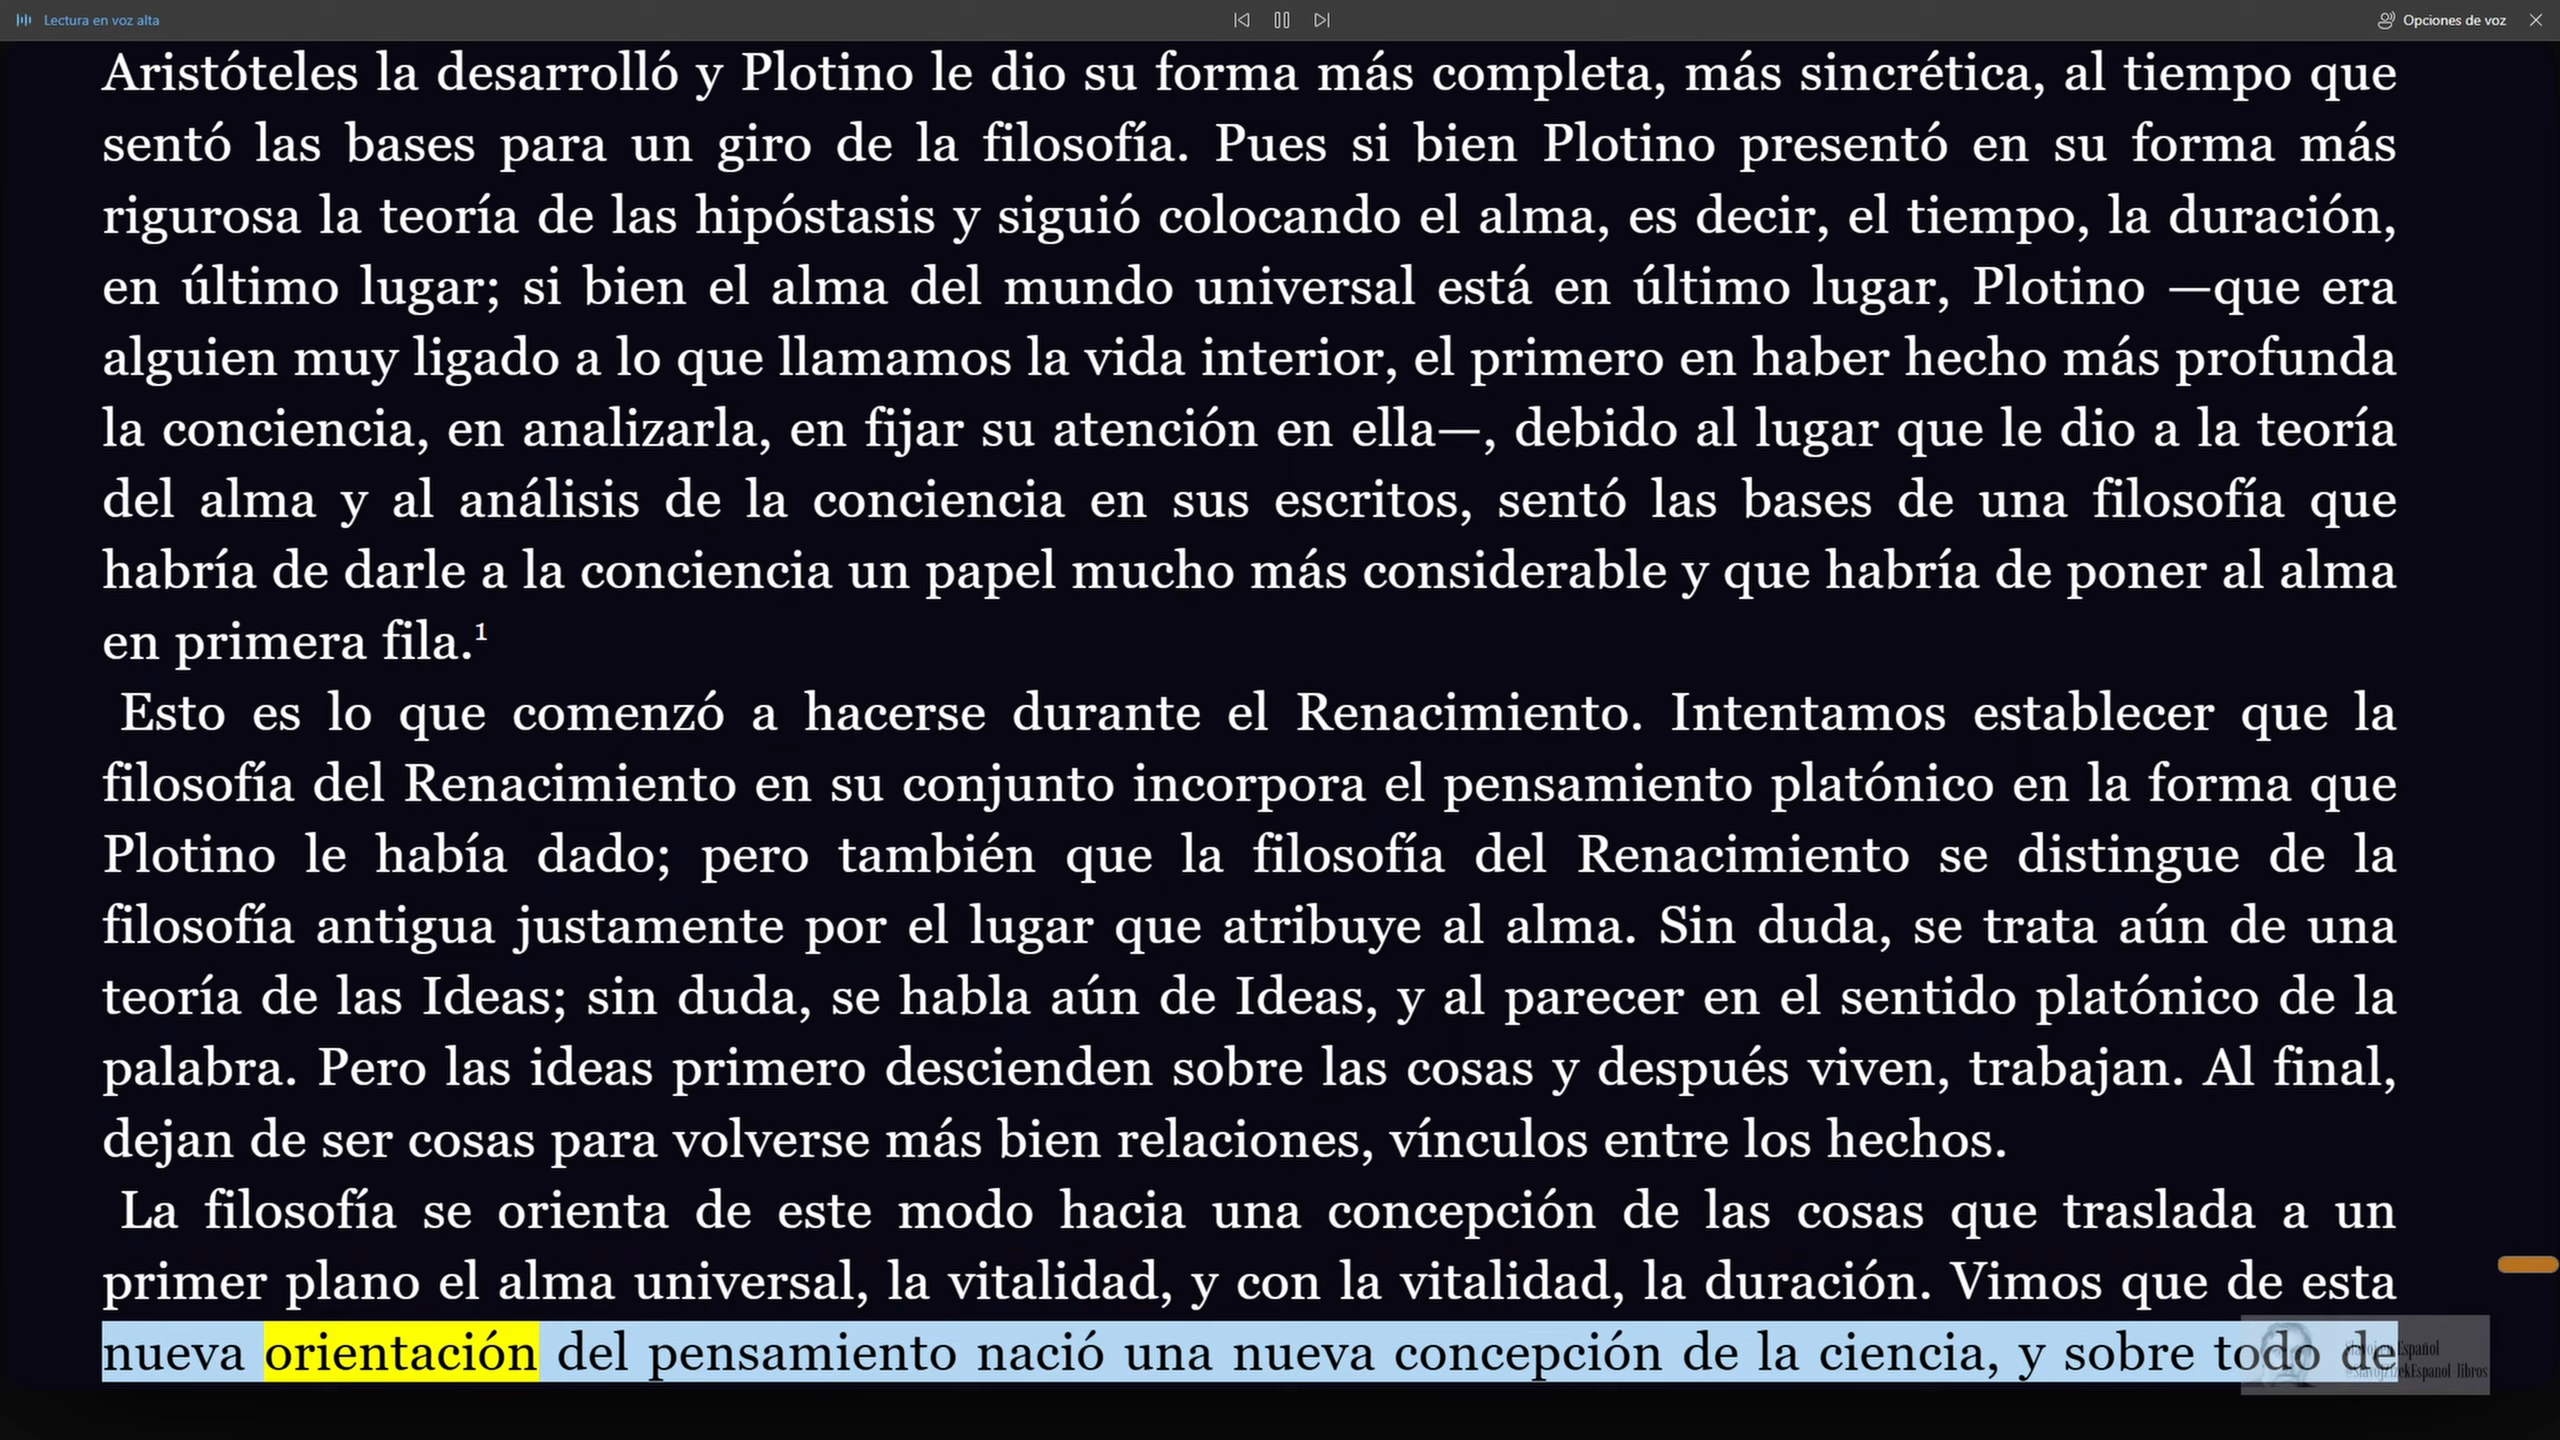 Lectura en voz alta
Opciones de voz
Aristóteles la desarrolló y Plotino le dio su forma más completa, más sincrética, al tiempo que
sentó las bases para un giro de la filosofía. Pues si bien Plotino presentó en su forma más
rigurosa la teoría de las hipóstasis y siguió colocando el alma, es decir, el tiempo, la duración,
en último lugar; si bien el alma del mundo universal está en último lugar, Plotino —que era
alguien muy ligado a lo que llamamos la vida interior, el primero en haber hecho más profunda
la conciencia, en analizarla, en fijar su atención en ella—, debido al lugar que le dio a la teoría
del alma y al análisis de la conciencia en sus escritos, sentó las bases de una filosofía que
habría de darle a la conciencia un papel mucho más considerable y que habría de poner al alma
en primera fila.¹
Esto es lo que comenzó a hacerse durante el Renacimiento. Intentamos establecer que la
filosofía del Renacimiento en su conjunto incorpora el pensamiento platónico en la forma que
Plotino le había dado; pero también que la filosofía del Renacimiento se distingue de la
filosofía antigua justamente por el lugar que atribuye al alma. Sin duda, se trata aún de una
teoría de las Ideas; sin duda, se habla aún de Ideas, y al parecer en el sentido platónico de la
palabra. Pero las ideas primero descienden sobre las cosas y después viven, trabajan. Al final,
dejan de ser cosas para volverse más bien relaciones, vínculos entre los hechos.
La filosofía se orienta de este modo hacia una concepción de las cosas que traslada a un
primer plano el alma universal, la vitalidad, y con la vitalidad, la duración. Vimos que de esta
nueva orientación del pensamiento nació una nueva concepción de la ciencia, y sobre todo de
Español